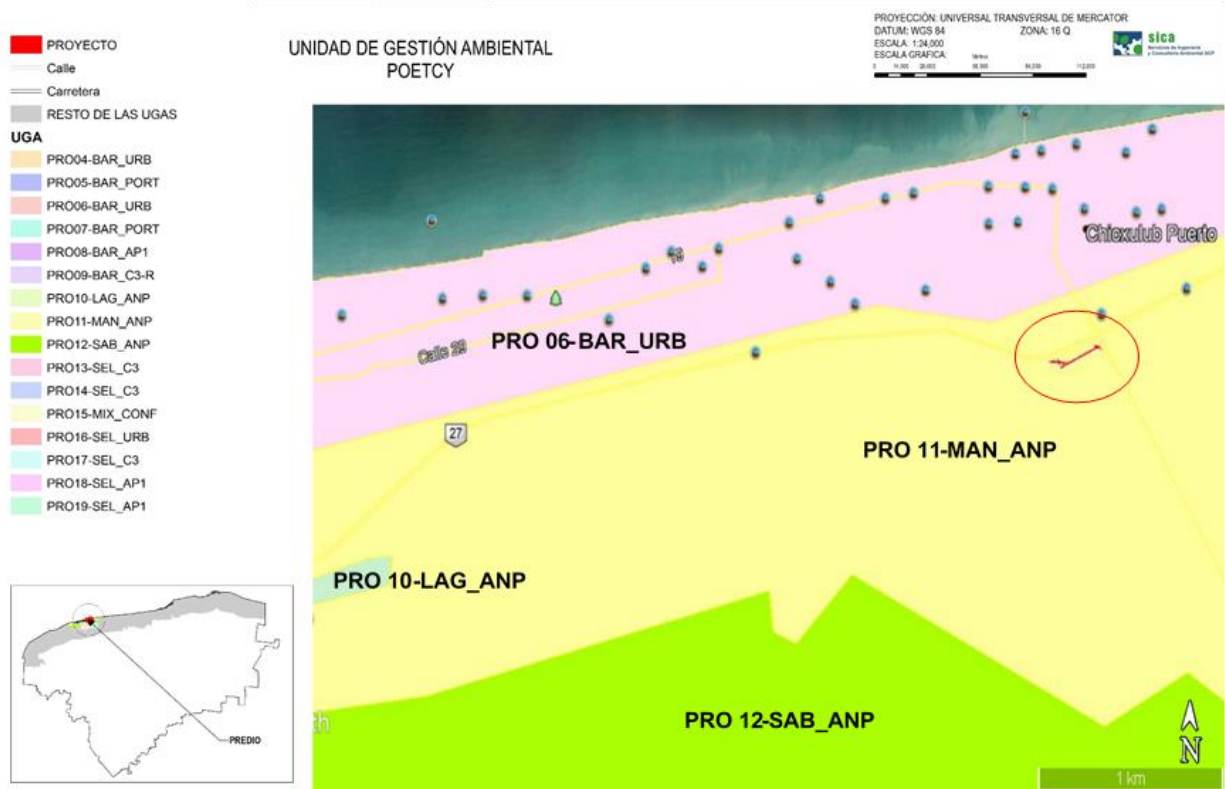 PROYECTO
Calle
Carretera
RESTO DE LAS UGAS
UGA
PRO04-BAR_URB
PRO05-BAR_PORT
PRO06-BAR_URB
PRO07-BAR_PORT
PRO08-BAR_AP1
PRO09-BAR_C3-R
PRO10-LAG_ANP
PRO11-MAN_ANP
PRO12-SAB_ANP
PRO13-SEL_C3
PRO14-SEL_C3
PRO15-MIX_CONF
PRO16-SEL_URB
PRO17-SEL_C3
PRO18-SEL_AP1
PRO19-SEL_AP1
PREDIO
UNIDAD DE GESTIÓN AMBIENTAL
POETCY
PROYECCIÓN: UNIVERSAL TRANSVERSAL DE MERCATOR
DATUM: WGS 84 ZONA: 16 Q
ESCALA: 1:24,000
ESCALA GRAFICA:
sica
Chicxulub Puerto
19
Calle 29
PRO 06-BAR_URB
27
PRO 11-MAN_ANP
PRO 10-LAG_ANP
PRO 12-SAB_ANP
N
1 km